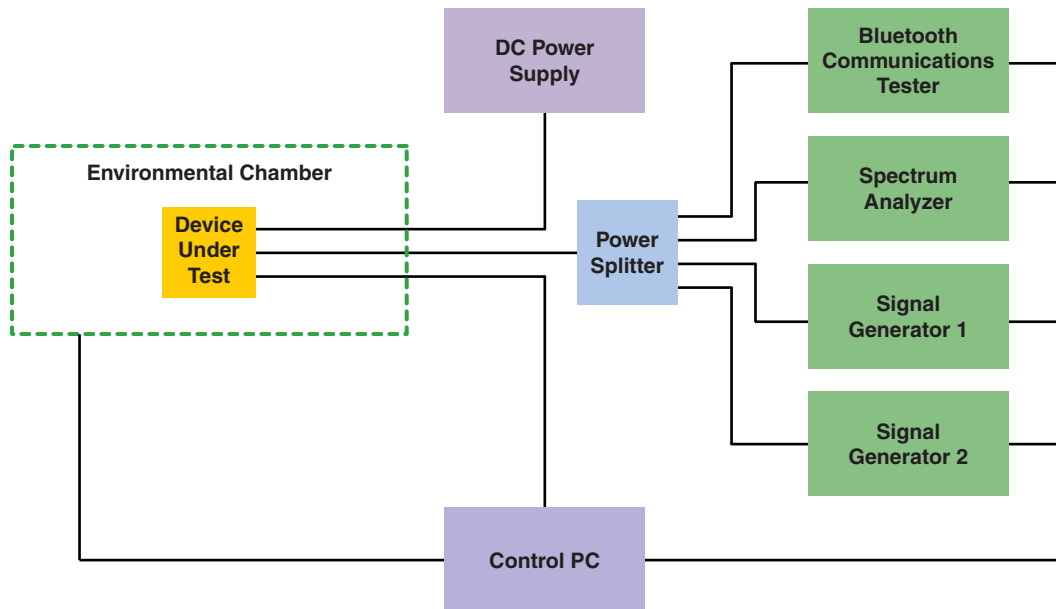 DC Power
Supply
Bluetooth
Communications
Tester
Environmental Chamber
Device
Under
Test
Power
Splitter
Spectrum
Analyzer
Signal
Generator 1
Signal
Generator 2
Control PC